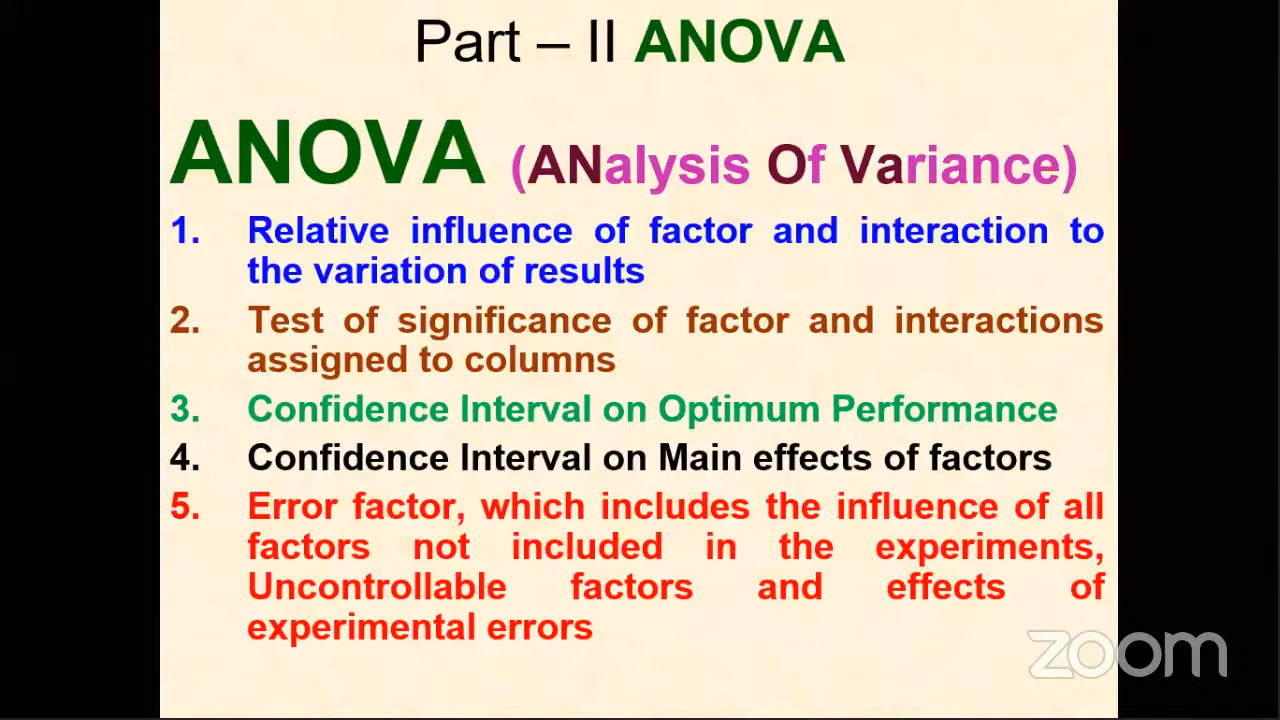 Part – II ANOVA
ANOVA (ANalysis Of Variance)
1. Relative influence of factor and interaction to
the variation of results
2. Test of significance of factor and interactions
assigned to columns
3. Confidence Interval on Optimum Performance
4. Confidence Interval on Main effects of factors
5. Error factor, which includes the influence of all
factors not included in the experiments,
Uncontrollable factors and effects of
experimental errors
zoom